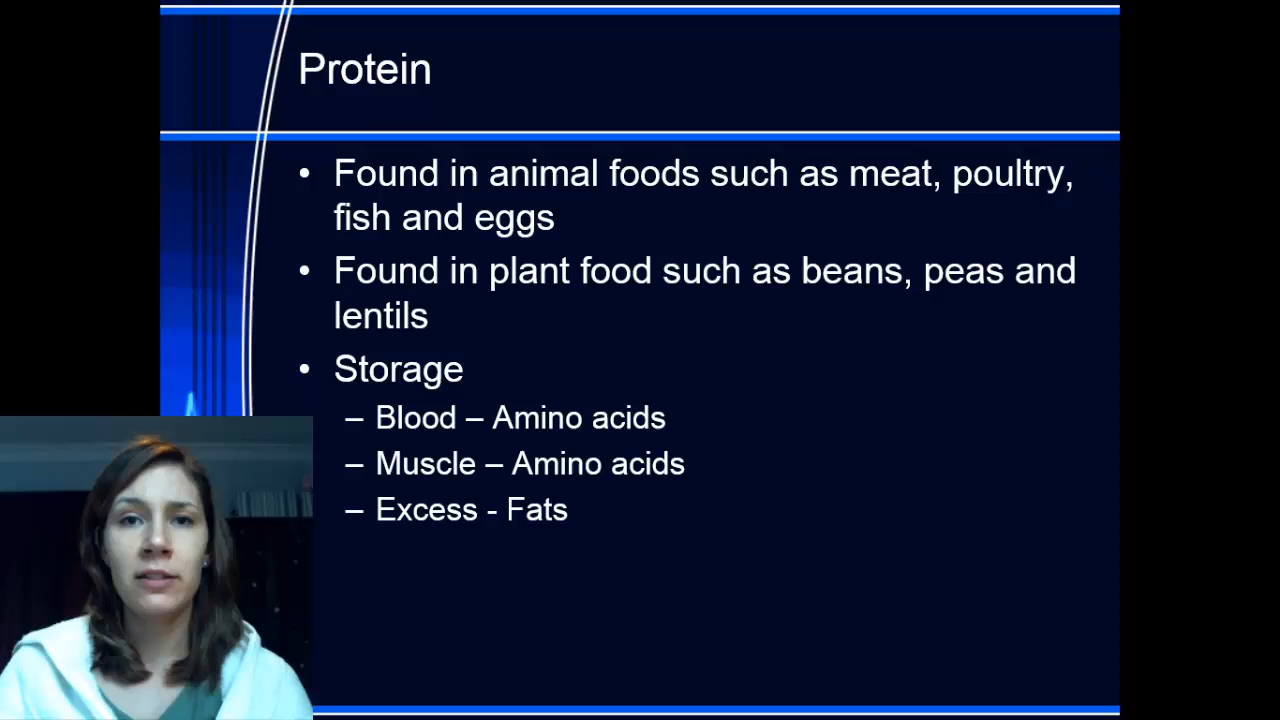 Protein
• Found in animal foods such as meat, poultry,
fish and eggs
• Found in plant food such as beans, peas and
lentils
• Storage
– Blood – Amino acids
– Muscle – Amino acids
– Excess - Fats